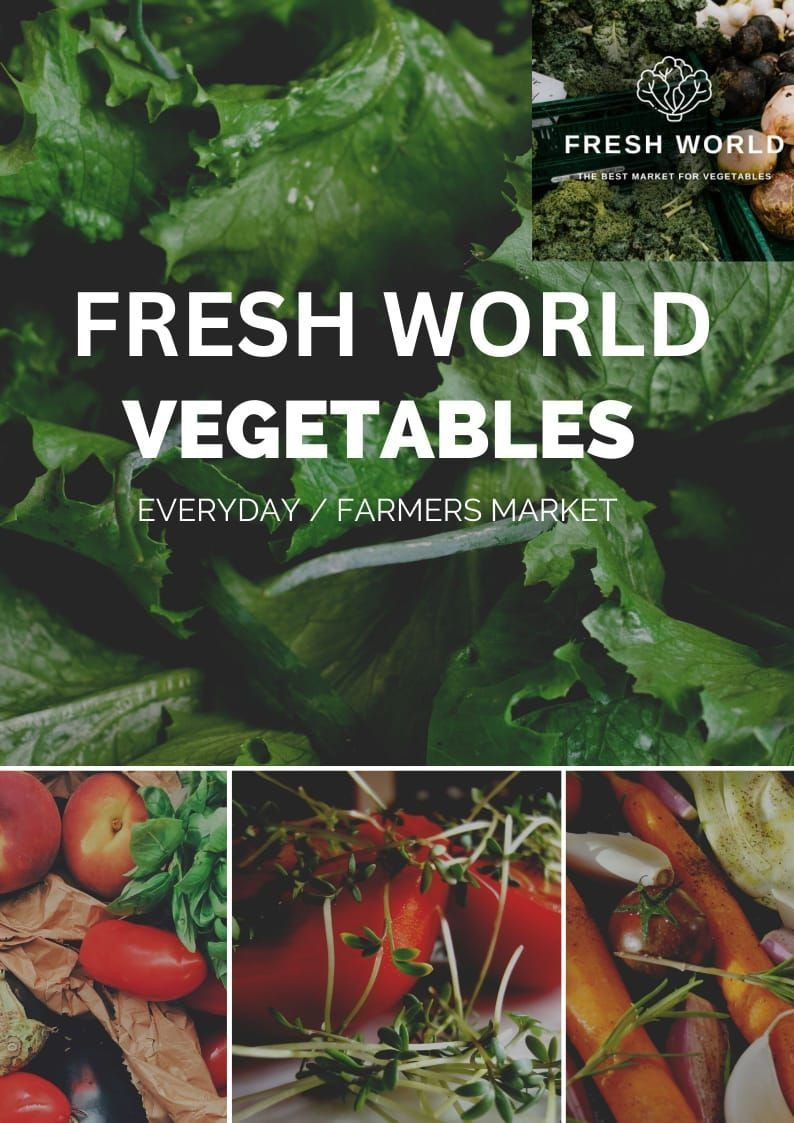 FRESH WORLD
THE BEST MARKET FOR VEGETABLES
FRESH WORLD
VEGETABLES
EVERYDAY / FARMERS MARKET